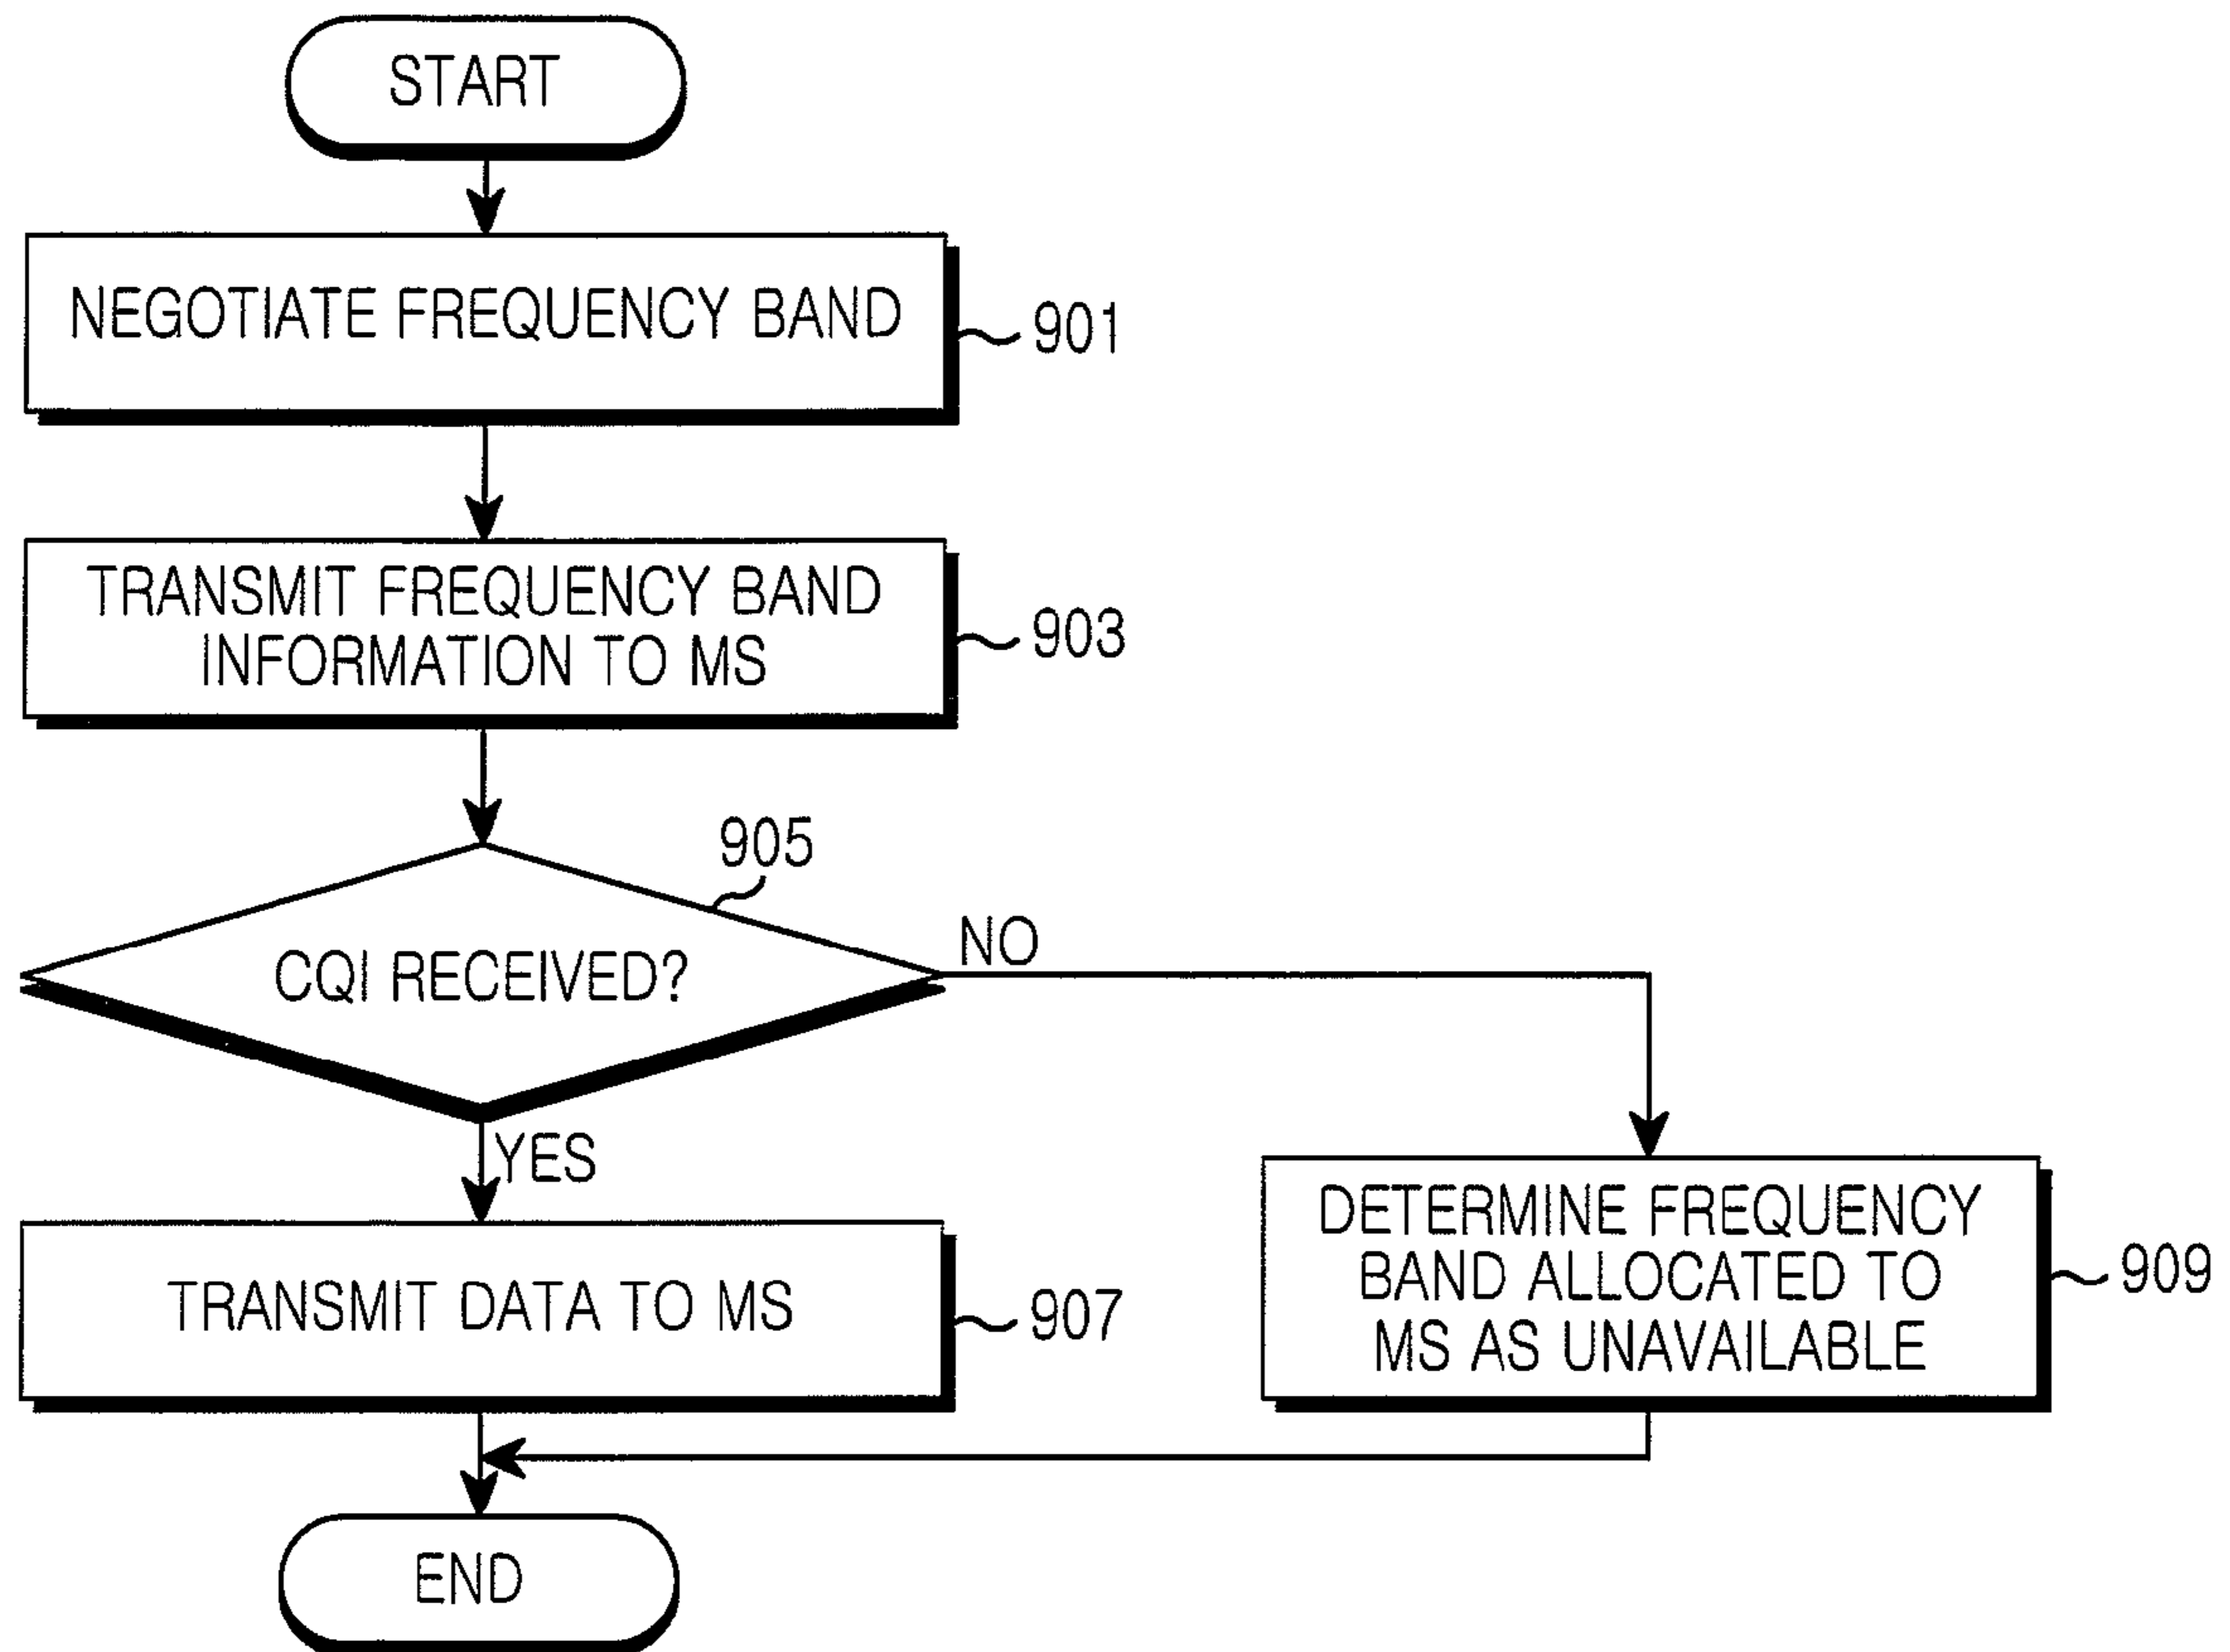 START
NEGOTIATE FREQUENCY BAND
901
TRANSMIT FREQUENCY BAND
INFORMATION TO MS
903
905
CQI RECEIVED?
NO
YES
TRANSMIT DATA TO MS
907
DETERMINE FREQUENCY
BAND ALLOCATED TO
MS AS UNAVAILABLE
909
END